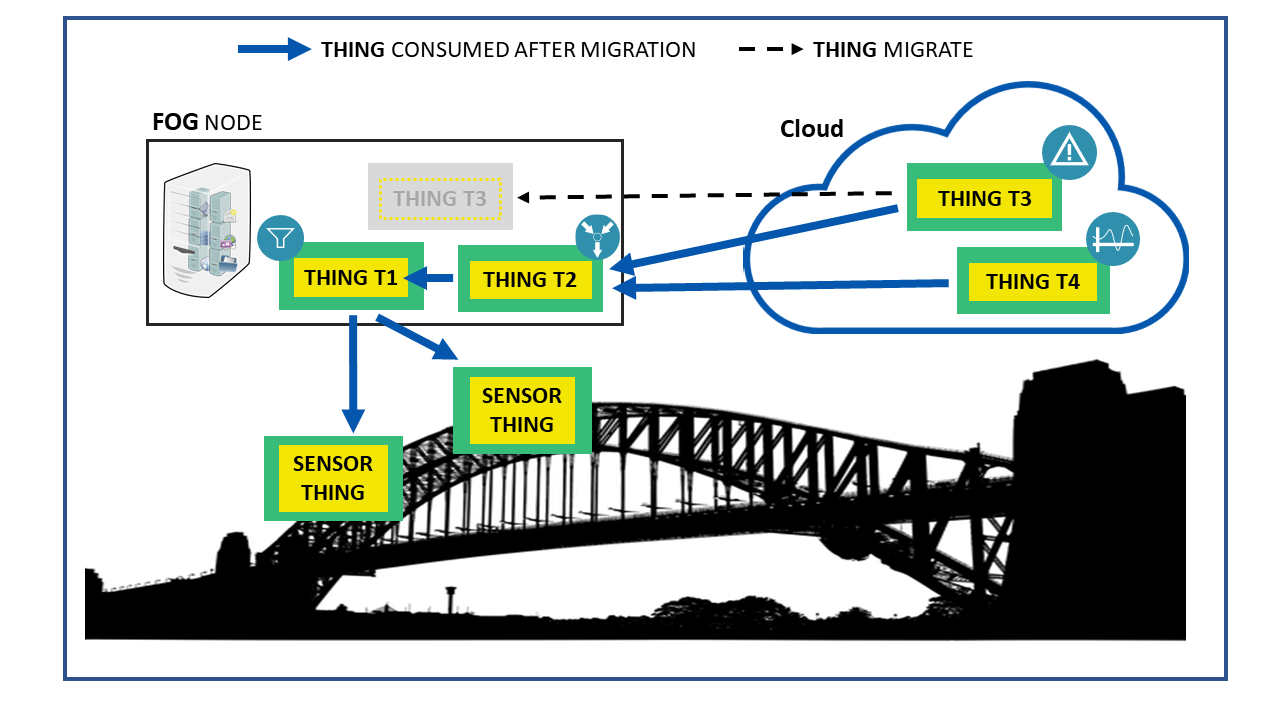 THING CONSUMED AFTER MIGRATION
THING MIGRATE
FOG NODE
Cloud
THING T3
THING T3
THING T1
THING T2
THING T4
SENSOR
THING
SENSOR
THING